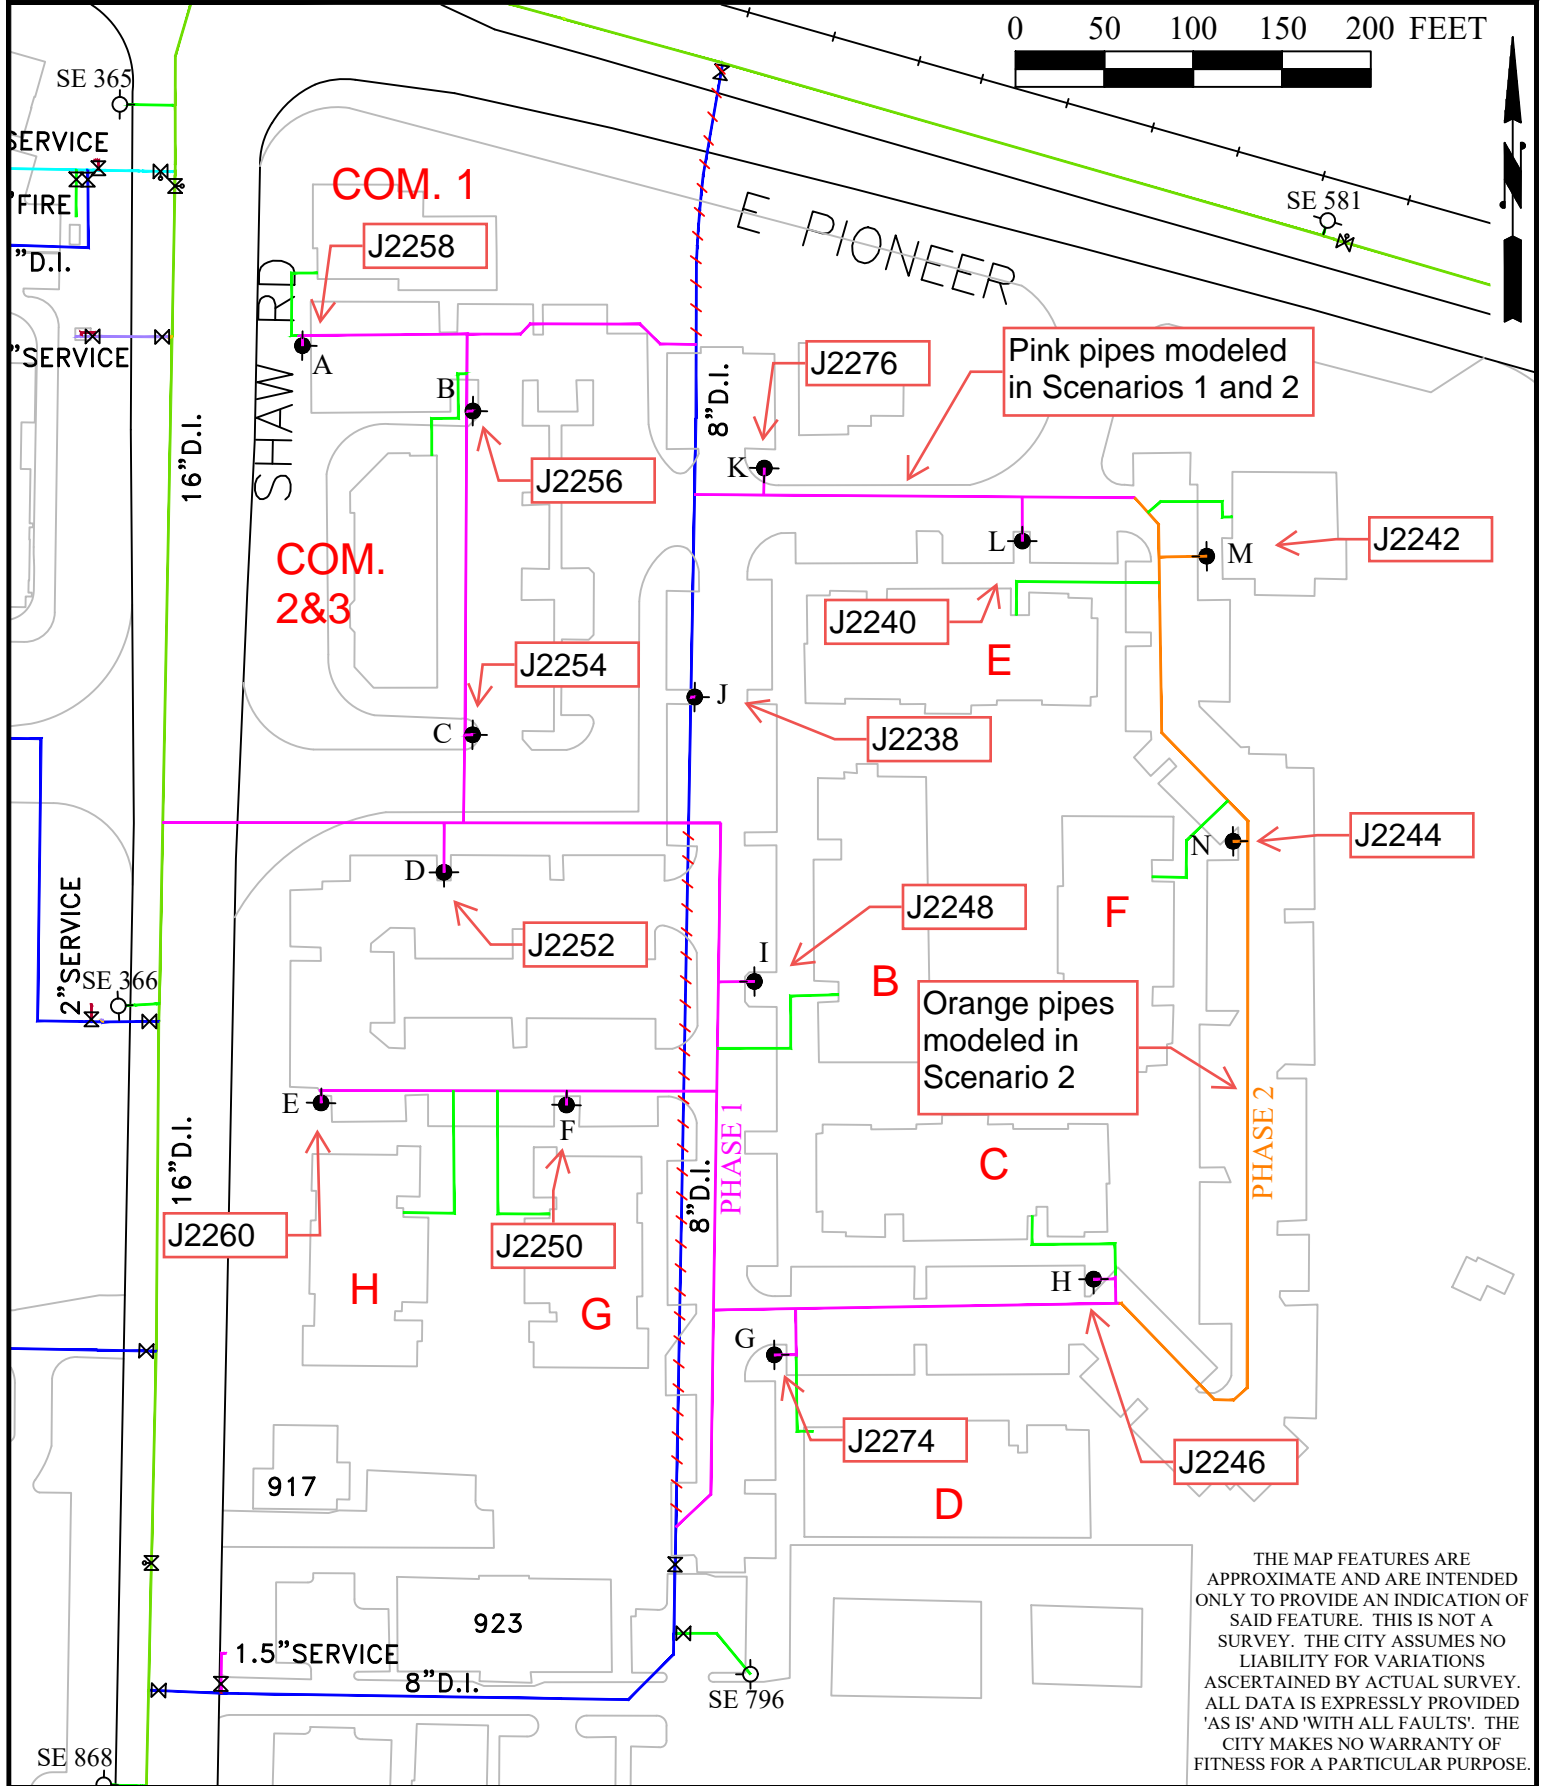 0 50 100 150 200 FEET
SE 365
SERVICE
"FIRE
"D.I.
"SERVICE
COM. 1
J2258
E PIONEER
SE 581
N
SHAW RD
A
B
J2256
16"D.I.
8"D.I.
J2276
Pink pipes modeled
in Scenarios 1 and 2
K
L
M
J2242
COM.
2&3
J2240
E
J2254
C
J
J2238
D
J2252
N
J2244
F
I
J2248
B
2"SERVICE
SE 366
Orange pipes
modeled in
Scenario 2
E
F
16"D.I.
8"D.I.
PHASE 1
PHASE 2
C
J2260
J2250
H
G
H
G
J2274
J2246
D
917
923
1.5"SERVICE
8"D.I.
SE 796
SE 868
THE MAP FEATURES ARE
APPROXIMATE AND ARE INTENDED
ONLY TO PROVIDE AN INDICATION OF
SAID FEATURE. THIS IS NOT A
SURVEY. THE CITY ASSUMES NO
LIABILITY FOR VARIATIONS
ASCERTAINED BY ACTUAL SURVEY.
ALL DATA IS EXPRESSLY PROVIDED
'AS IS' AND 'WITH ALL FAULTS'. THE
CITY MAKES NO WARRANTY OF
FITNESS FOR A PARTICULAR PURPOSE.